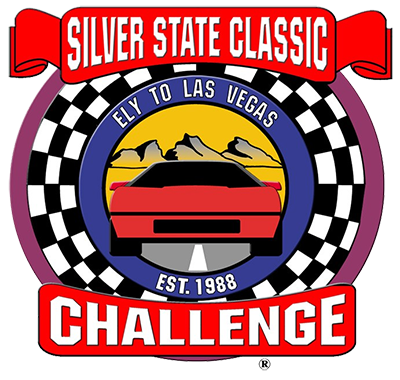 SILVER STATE CLASSIC
ELY TO LAS VEGAS
EST. 1988
CHALLENGE
®